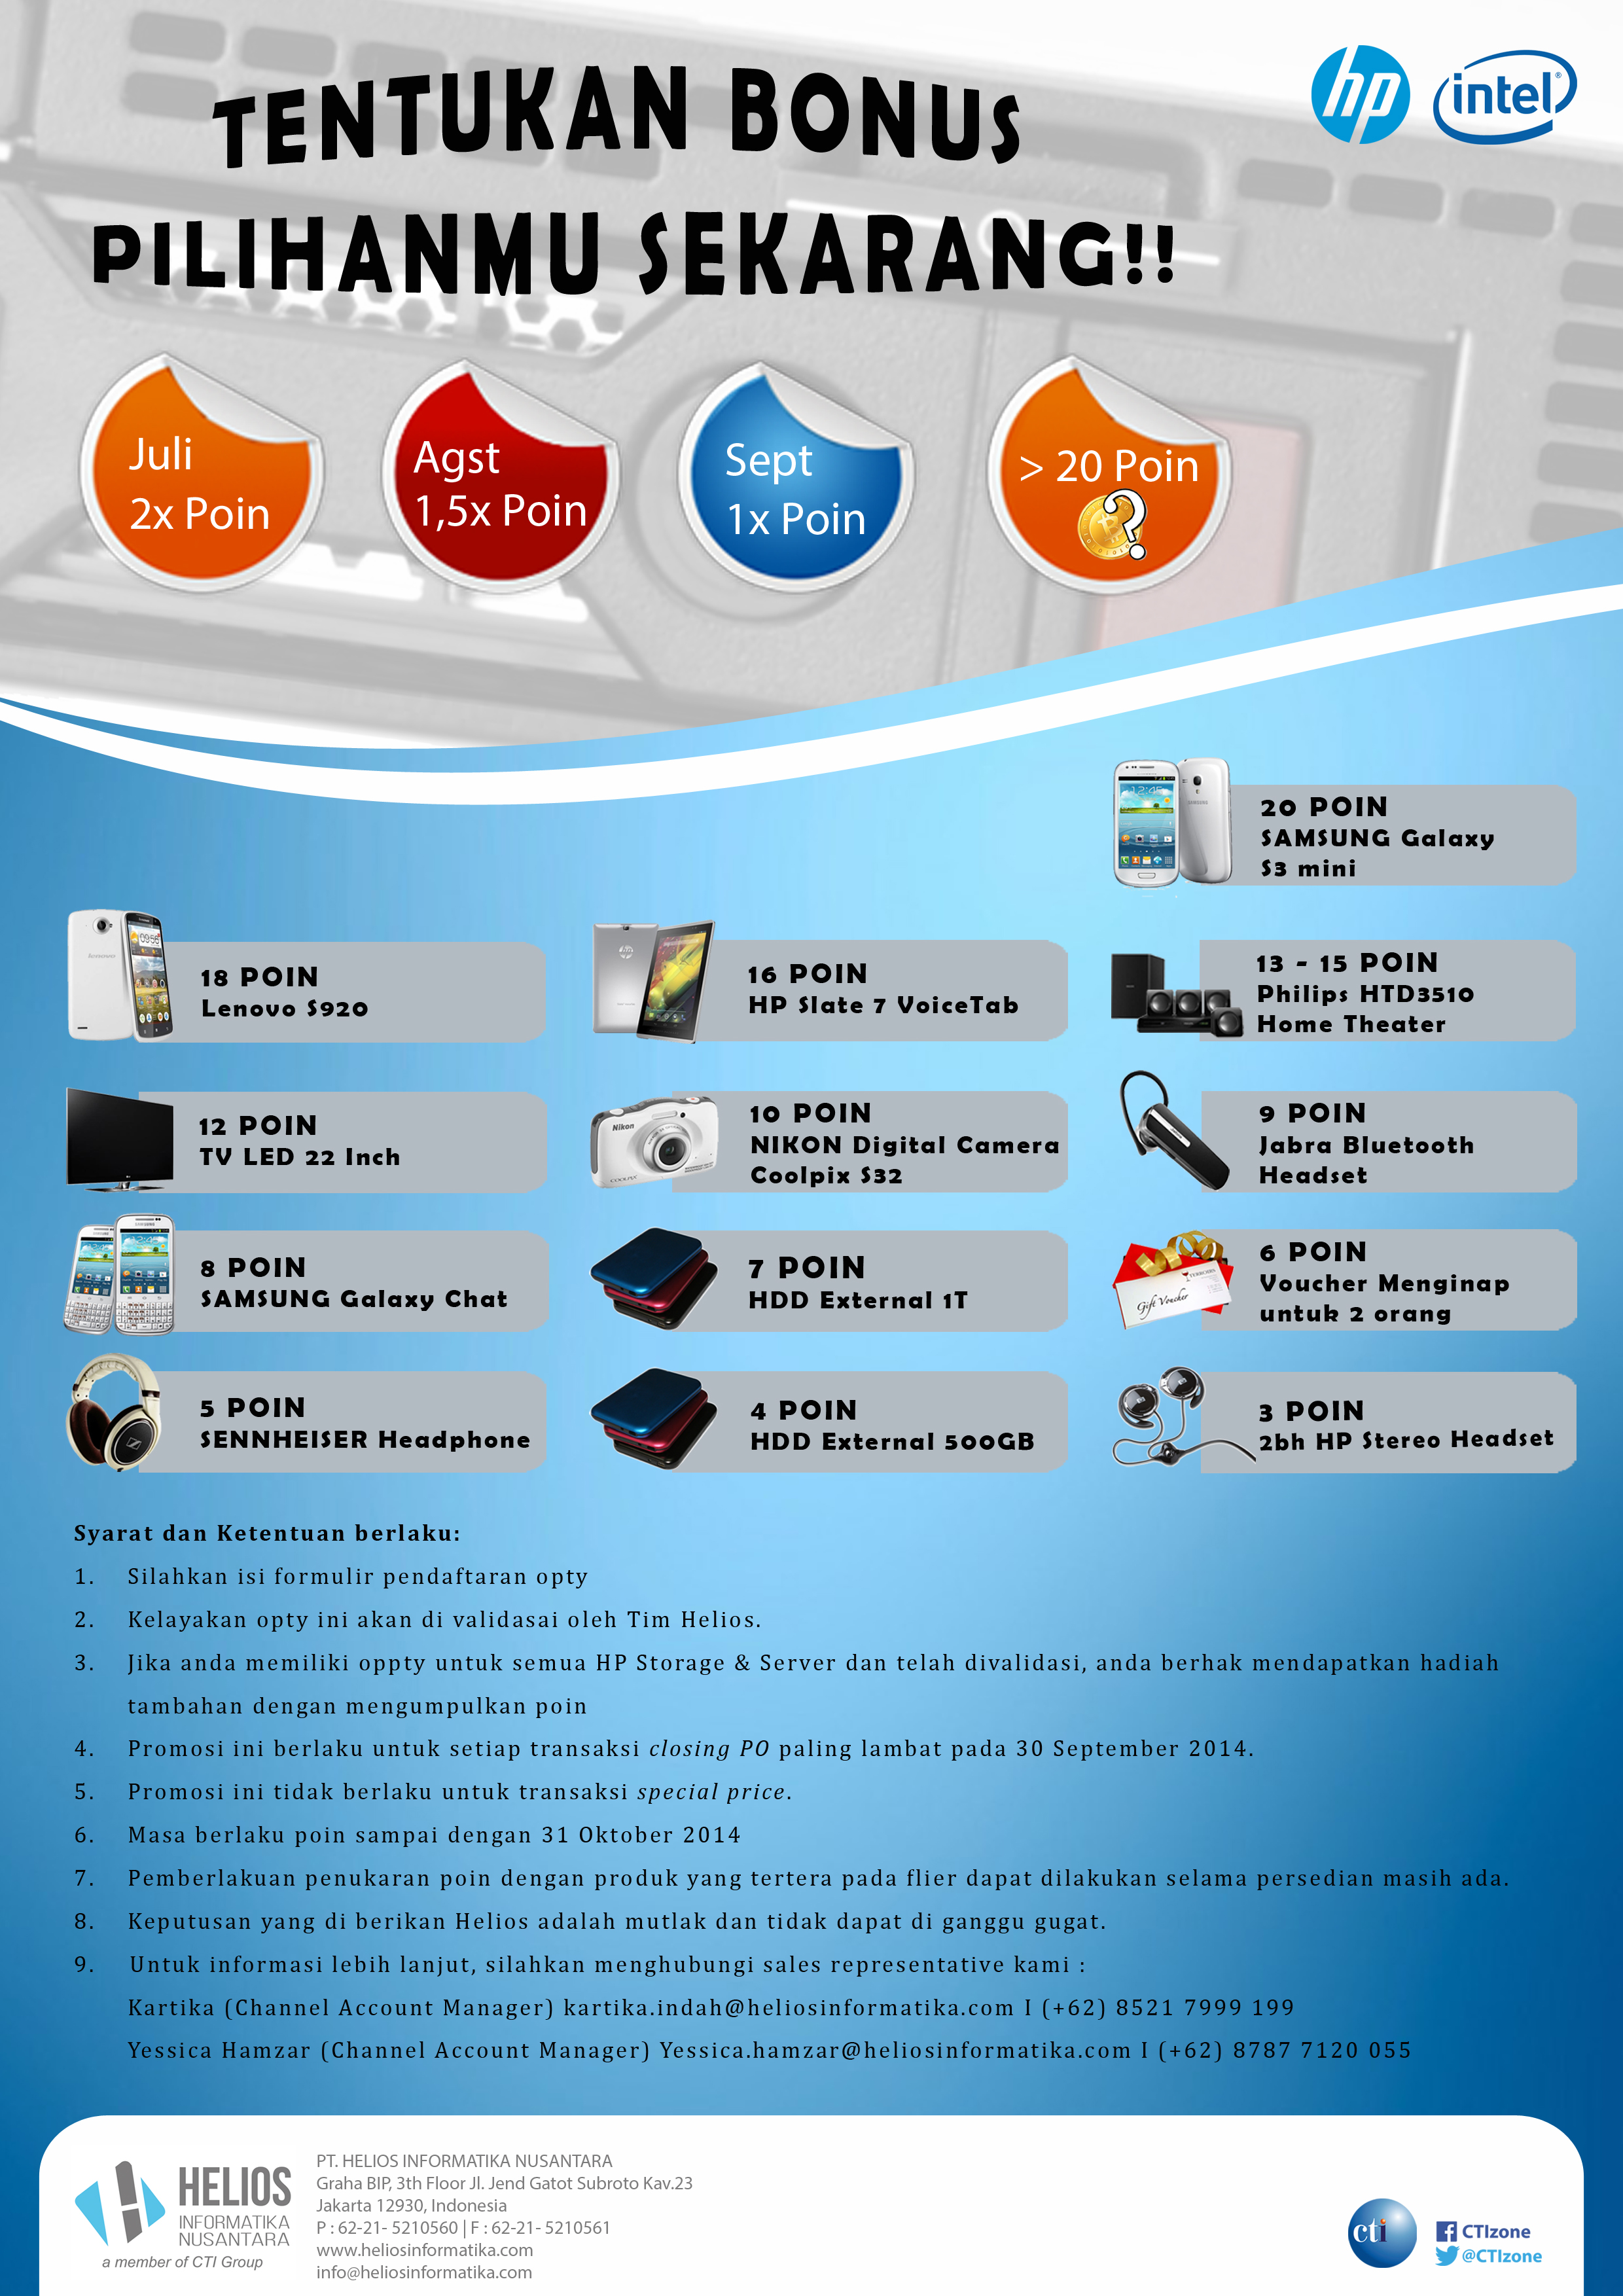 TENTUKAN BONUS
PILIHANMU SEKARANG!!
hp
intel®
Juli
2x Poin
Agst
1,5x Poin
Sept
1x Poin
> 20 Poin
?
20 POIN
SAMSUNG Galaxy
S3 mini
18 POIN
Lenovo S920
16 POIN
HP Slate 7 VoiceTab
13 - 15 POIN
Philips HTD3510
Home Theater
12 POIN
TV LED 22 Inch
Nikon
COOLPIX
10 POIN
NIKON Digital Camera
Coolpix S32
9 POIN
Jabra Bluetooth
Headset
8 POIN
SAMSUNG Galaxy Chat
7 POIN
HDD External 1T
Gift Voucher
6 POIN
Voucher Menginap
untuk 2 orang
5 POIN
SENNHEISER Headphone
4 POIN
HDD External 500GB
3 POIN
2bh HP Stereo Headset
Syarat dan Ketentuan berlaku:
1. Silahkan isi formulir pendaftaran opty
2. Kelayakan opty ini akan di validasai oleh Tim Helios.
3. Jika anda memiliki oppty untuk semua HP Storage & Server dan telah divalidasi, anda berhak mendapatkan hadiah
tambahan dengan mengumpulkan poin
4. Promosi ini berlaku untuk setiap transaksi closing PO paling lambat pada 30 September 2014.
5. Promosi ini tidak berlaku untuk transaksi special price.
6. Masa berlaku poin sampai dengan 31 Oktober 2014
7. Pemberlakuan penukaran poin dengan produk yang tertera pada flier dapat dilakukan selama persedian masih ada.
8. Keputusan yang di berikan Helios adalah mutlak dan tidak dapat di ganggu gugat.
9. Untuk informasi lebih lanjut, silahkan menghubungi sales representative kami :
Kartika (Channel Account Manager) kartika.indah@heliosinformatika.com I (+62) 8521 7999 199
Yessica Hamzar (Channel Account Manager) Yessica.hamzar@heliosinformatika.com I (+62) 8787 7120 055
HELIOS
INFORMATIKA
NUSANTARA
a member of CTI Group
PT. HELIOS INFORMATIKA NUSANTARA
Graha BIP, 3th Floor Jl. Jend Gatot Subroto Kav.23
Jakarta 12930, Indonesia
P : 62-21- 5210560 | F : 62-21- 5210561
www.heliosinformatika.com
info@heliosinformatika.com
cti
CTIzone
@CTIzone